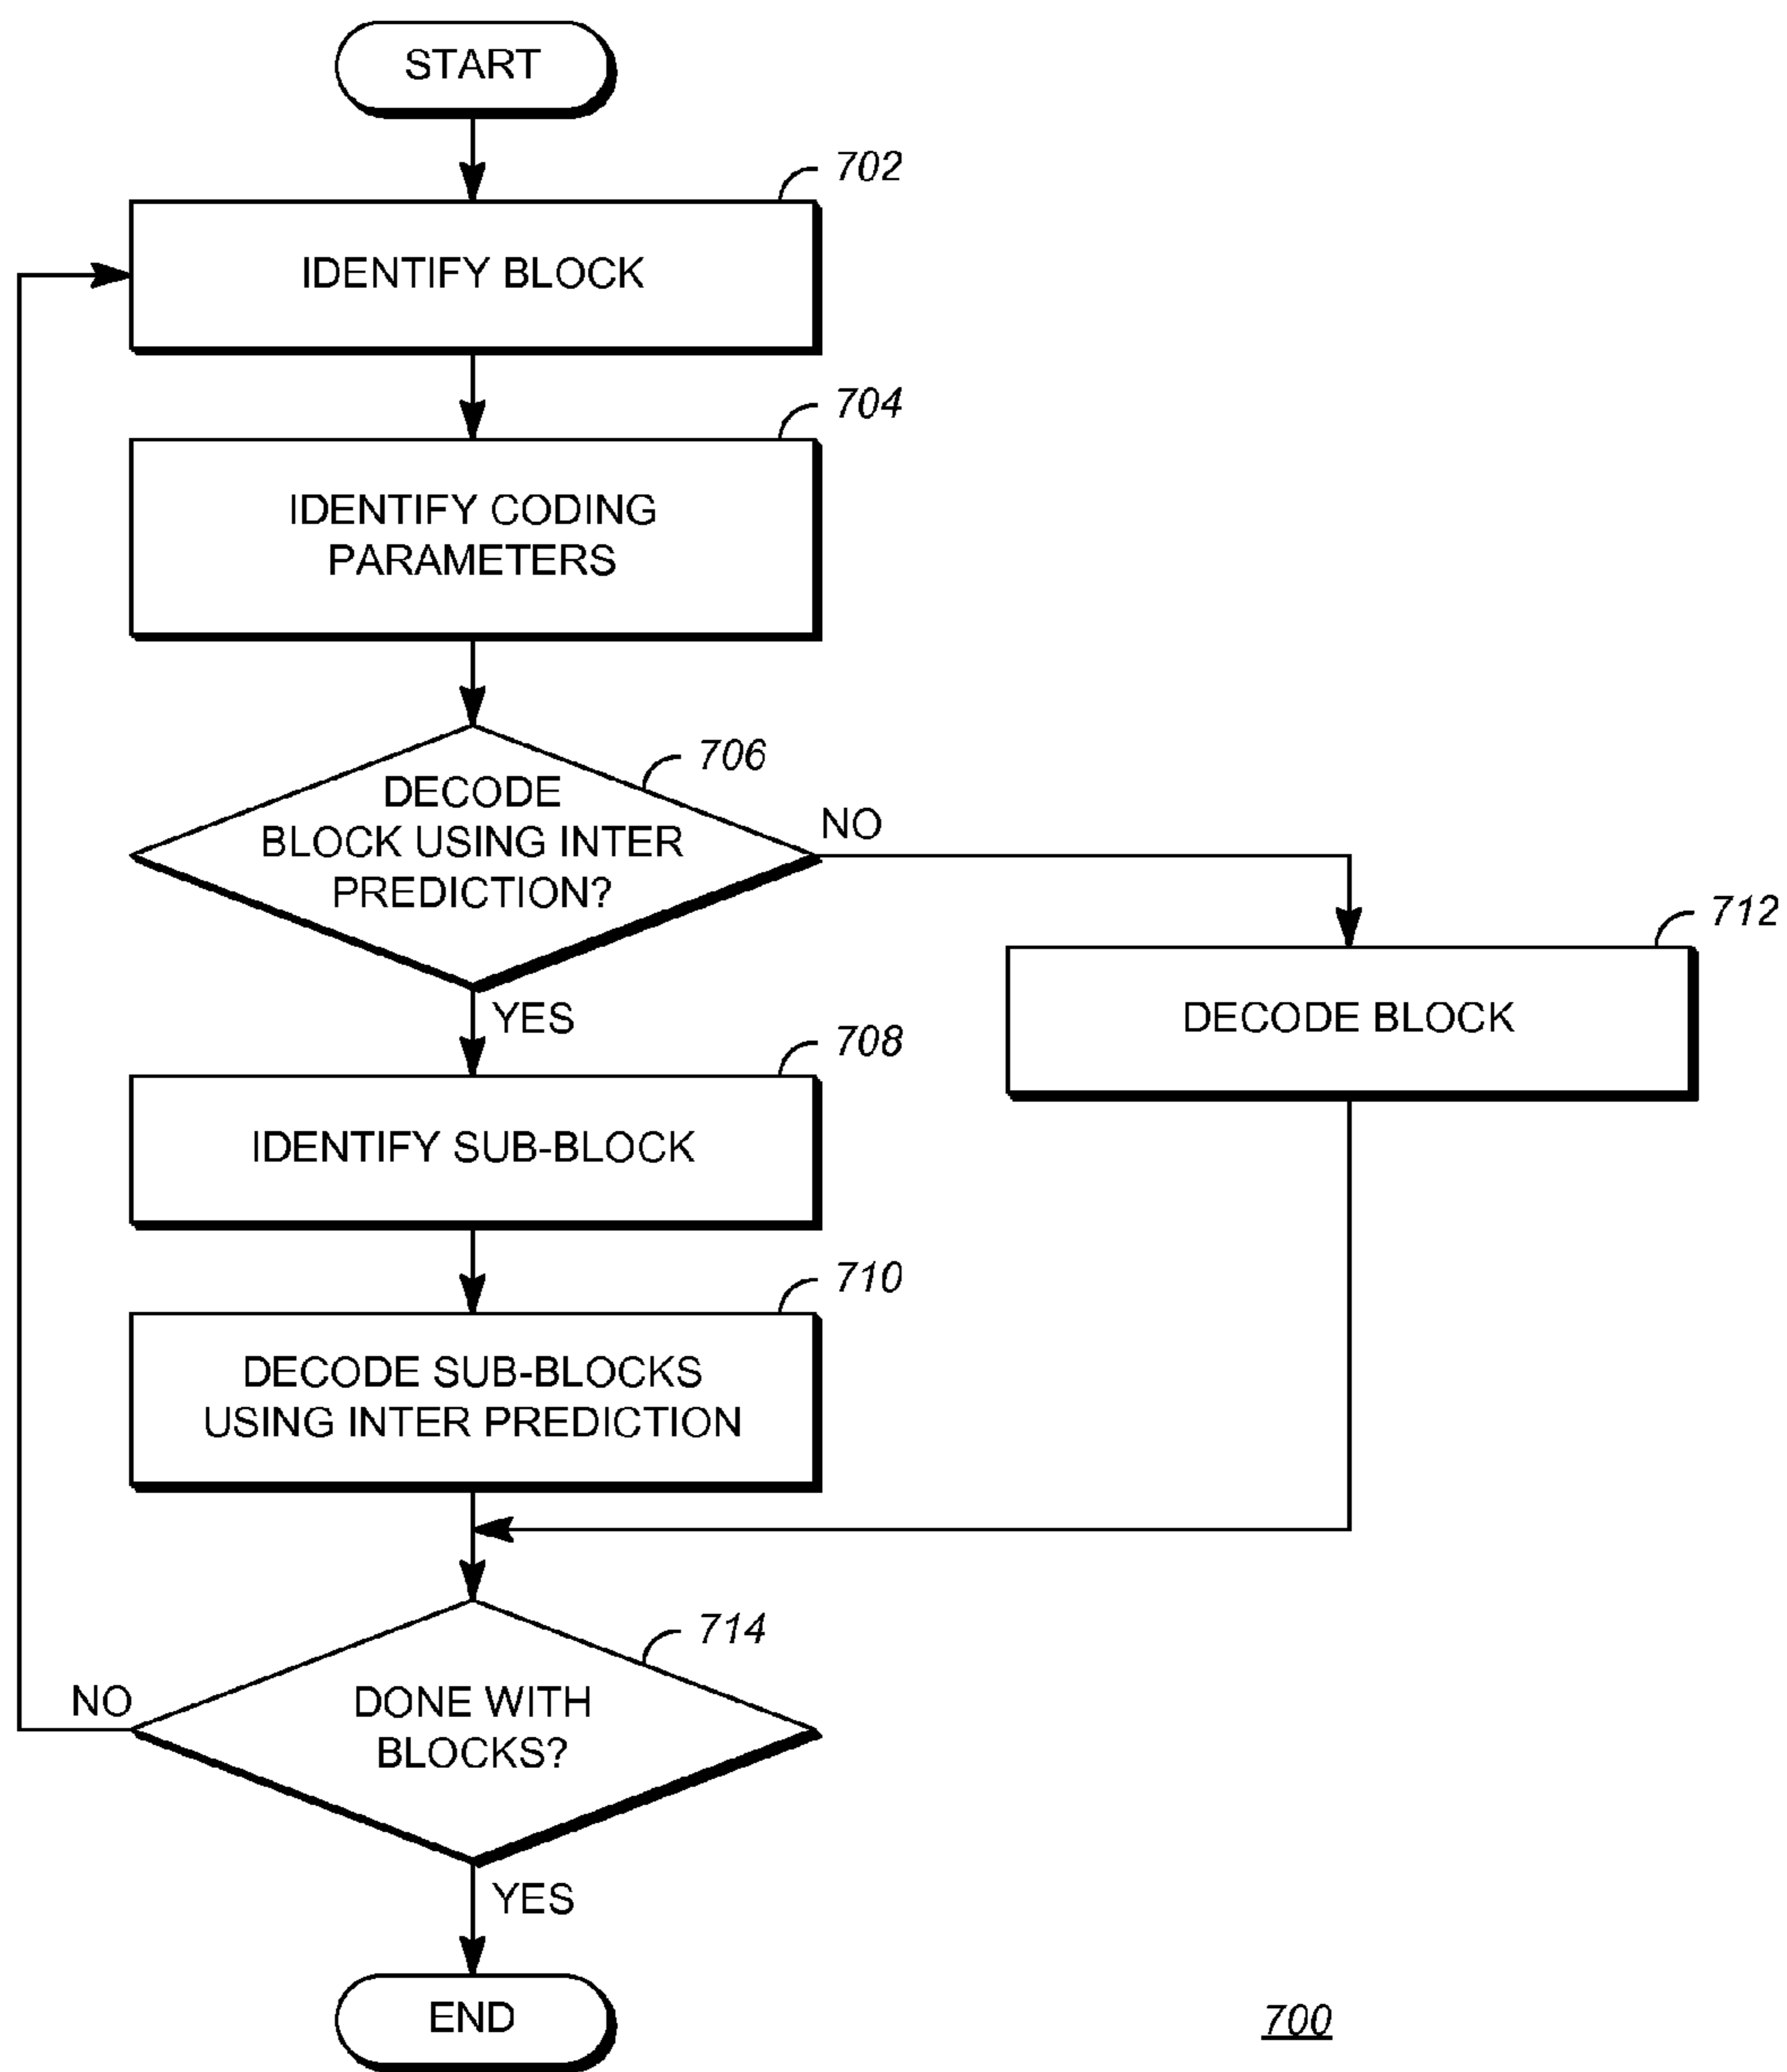 START
702
IDENTIFY BLOCK
704
IDENTIFY CODING
PARAMETERS
706
DECODE
BLOCK USING INTER
PREDICTION?
NO
712
DECODE BLOCK
YES
708
IDENTIFY SUB-BLOCK
710
DECODE SUB-BLOCKS
USING INTER PREDICTION
714
NO
DONE WITH
BLOCKS?
YES
END
700